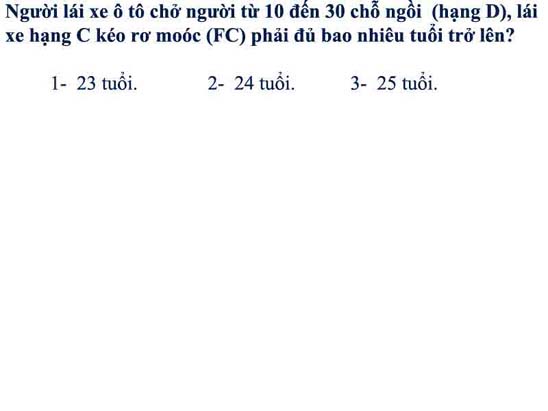 Người lái xe ô tô chở người từ 10 đến 30 chỗ ngồi (hạng D), lái
xe hạng C kéo rơ moóc (FC) phải đủ bao nhiêu tuổi trở lên?
1- 23 tuổi. 2- 24 tuổi. 3- 25 tuổi.